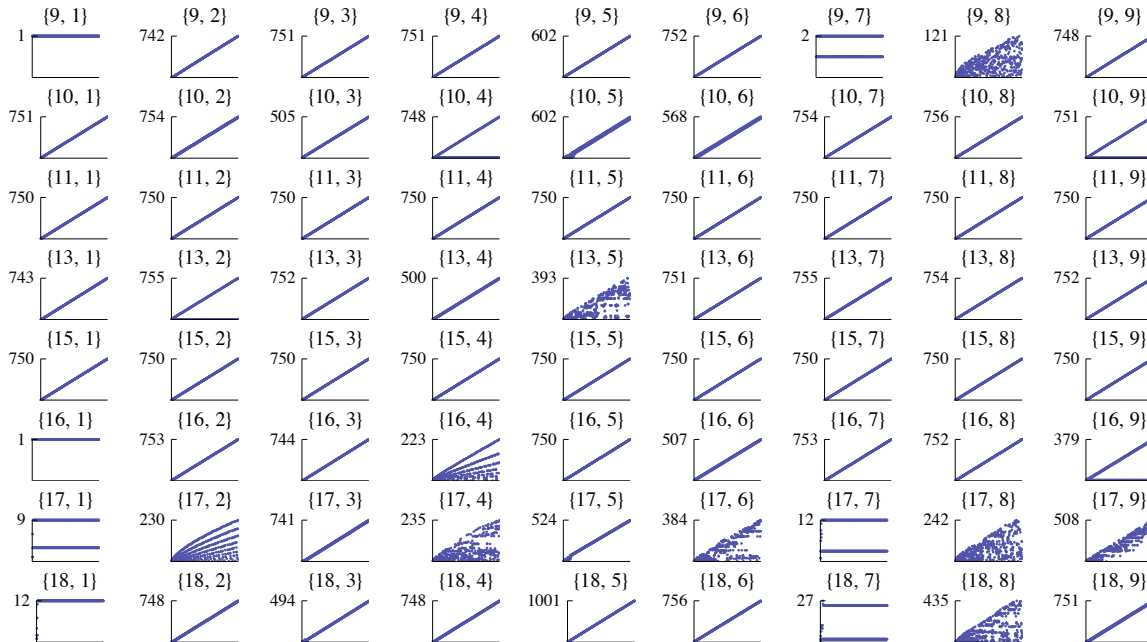 {9, 1} {9, 2} {9, 3} {9, 4} {9, 5} {9, 6} {9, 7} {9, 8} {9, 9}
1 742 751 751 602 752 2 121 748
{10, 1} {10, 2} {10, 3} {10, 4} {10, 5} {10, 6} {10, 7} {10, 8} {10, 9}
751 754 505 748 602 568 754 756 751
{11, 1} {11, 2} {11, 3} {11, 4} {11, 5} {11, 6} {11, 7} {11, 8} {11, 9}
750 750 750 750 750 750 750 750 750
{13, 1} {13, 2} {13, 3} {13, 4} {13, 5} {13, 6} {13, 7} {13, 8} {13, 9}
743 755 752 500 393 751 755 754 752
{15, 1} {15, 2} {15, 3} {15, 4} {15, 5} {15, 6} {15, 7} {15, 8} {15, 9}
750 750 750 750 750 750 750 750 750
{16, 1} {16, 2} {16, 3} {16, 4} {16, 5} {16, 6} {16, 7} {16, 8} {16, 9}
1 753 744 223 750 507 753 752 379
{17, 1} {17, 2} {17, 3} {17, 4} {17, 5} {17, 6} {17, 7} {17, 8} {17, 9}
9 230 741 235 524 384 12 242 508
{18, 1} {18, 2} {18, 3} {18, 4} {18, 5} {18, 6} {18, 7} {18, 8} {18, 9}
12 748 494 748 1001 756 27 435 751